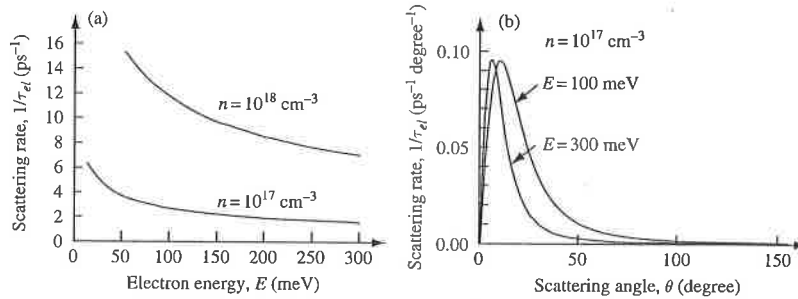 (a)
Scattering rate, 1/τel (ps⁻¹)
16
14
12
10
8
6
4
2
0
n = 10¹⁸ cm⁻³
n = 10¹⁷ cm⁻³
0 50 100 150 200 250 300
Electron energy, E (meV)
(b)
Scattering rate, 1/τel (ps⁻¹ degree⁻¹)
0.10
0.05
0.00
n = 10¹⁷ cm⁻³
E = 100 meV
E = 300 meV
0 50 100 150
Scattering angle, θ (degree)